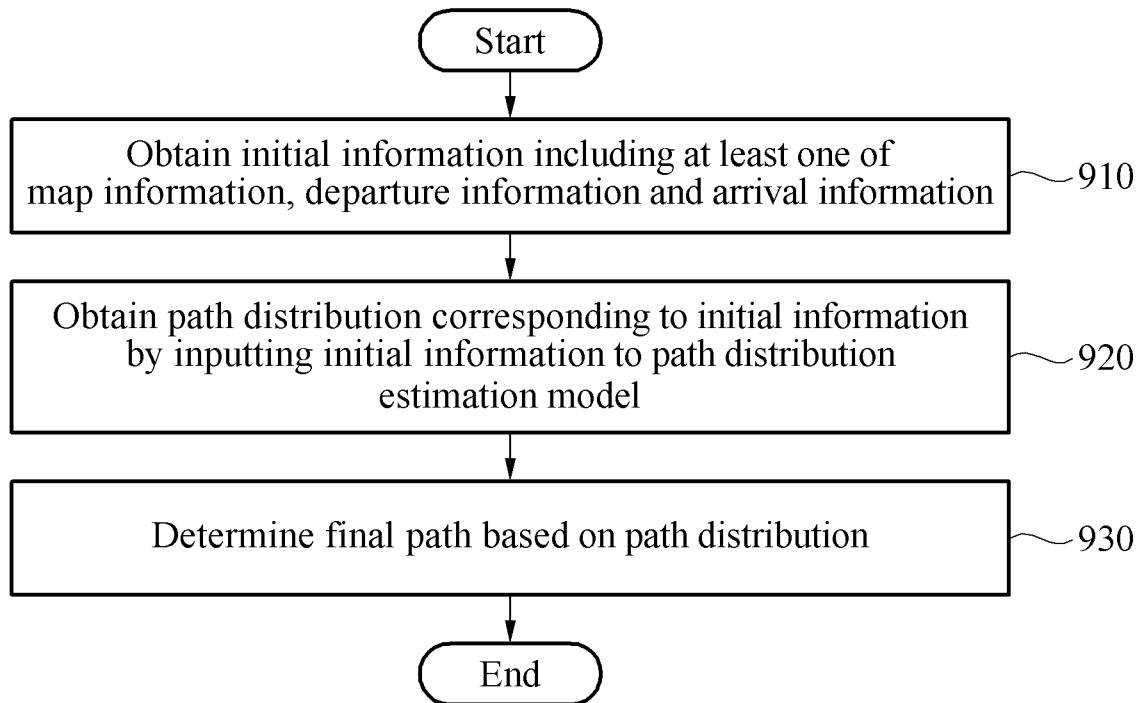 Start
Obtain initial information including at least one of
map information, departure information and arrival information
910
Obtain path distribution corresponding to initial information
by inputting initial information to path distribution
estimation model
920
Determine final path based on path distribution
930
End